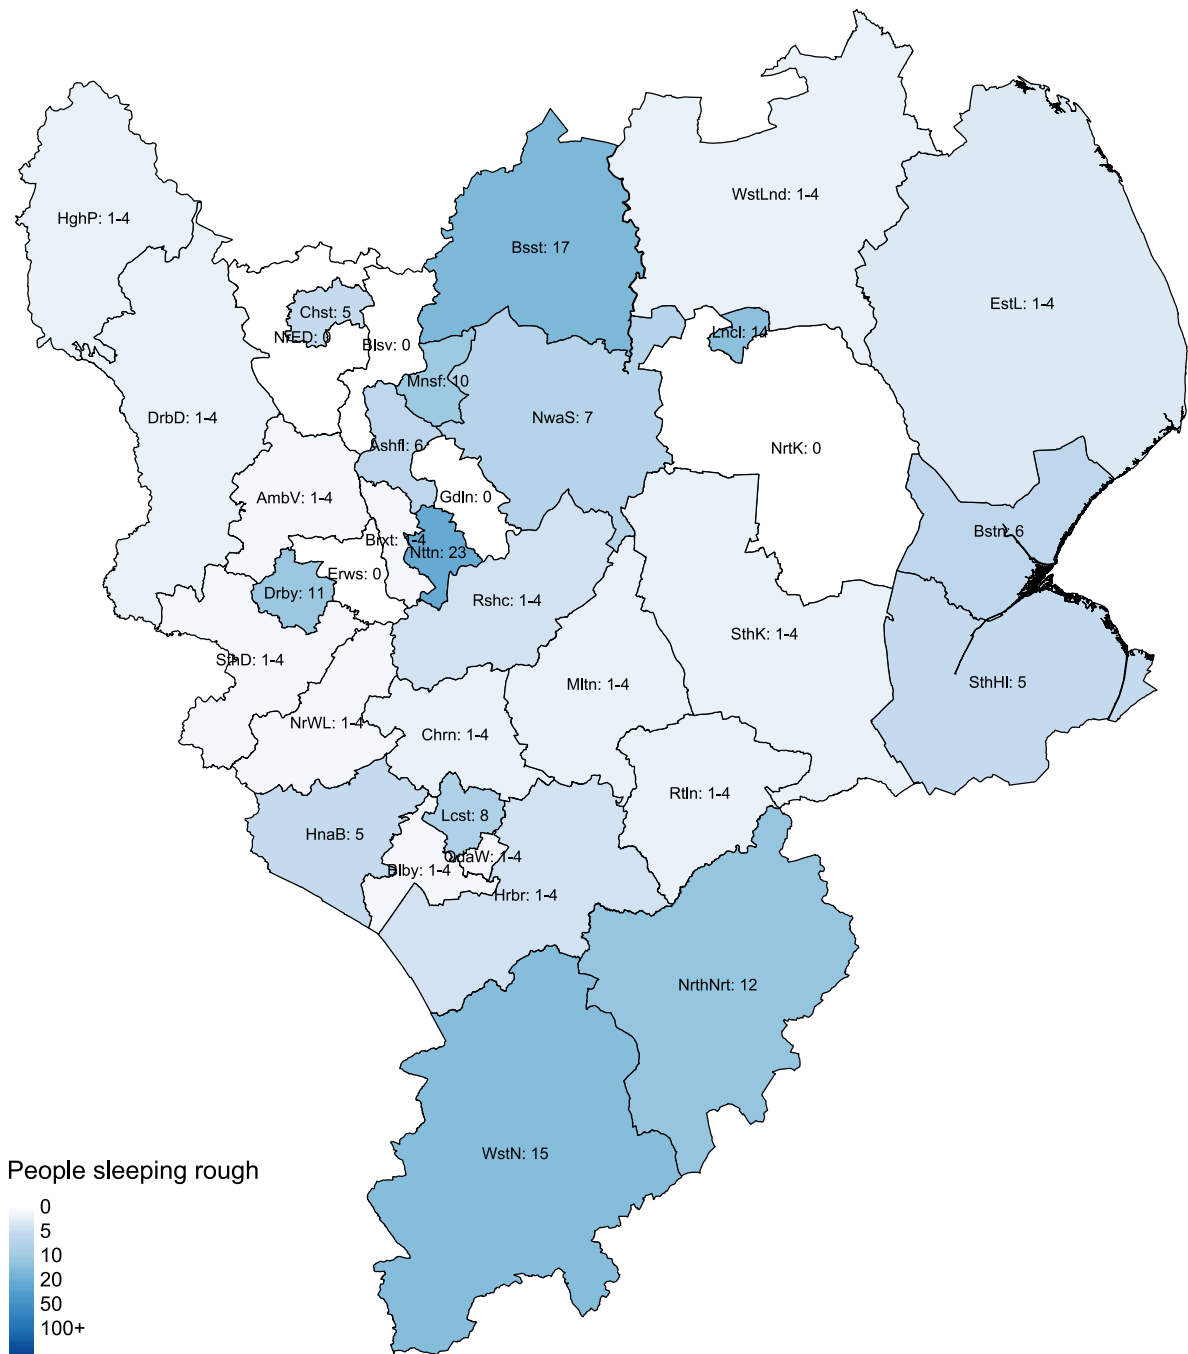 WstLnd: 1-4
HghP: 1-4
Bsst: 17
EstL: 1-4
Chst: 5
NrED: 0
Blsv: 0
Lncl: 14
Mnsf: 10
DrbD: 1-4
NwaS: 7
Ashfl: 6
NrtK: 0
AmbV: 1-4
Gdln: 0
Bstn: 6
Brxt: 1-4
Nttn: 23
Erws: 0
Drby: 11
Rshc: 1-4
SthK: 1-4
SthD: 1-4
Mltn: 1-4
SthHl: 5
NrWL: 1-4
Chrn: 1-4
Rtln: 1-4
Lcst: 8
HnaB: 5
OdaW: 1-4
Blby: 1-4
Hrbr: 1-4
NrthNrt: 12
WstN: 15
People sleeping rough
0
5
10
20
50
100+